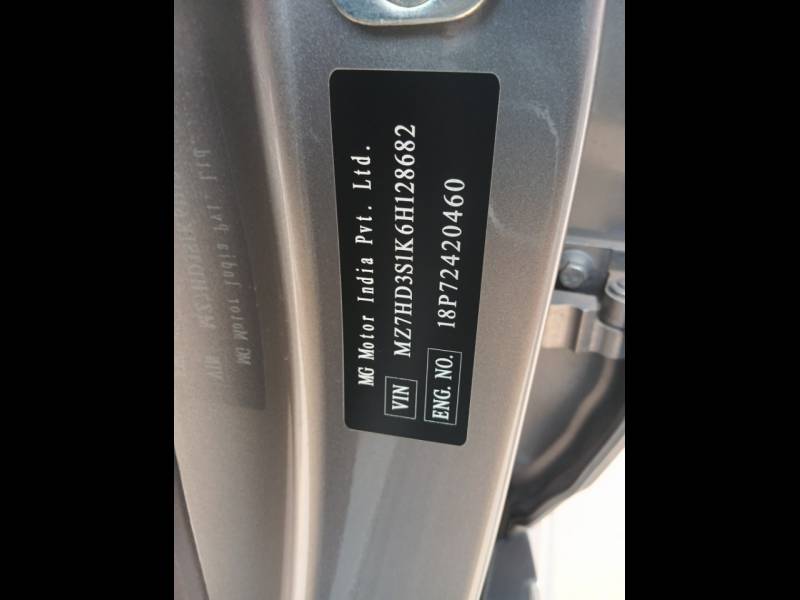 MG Motor India Pvt. Ltd.
VIN MZ7HD3S1K6H128682
ENG. NO. 18P72420460